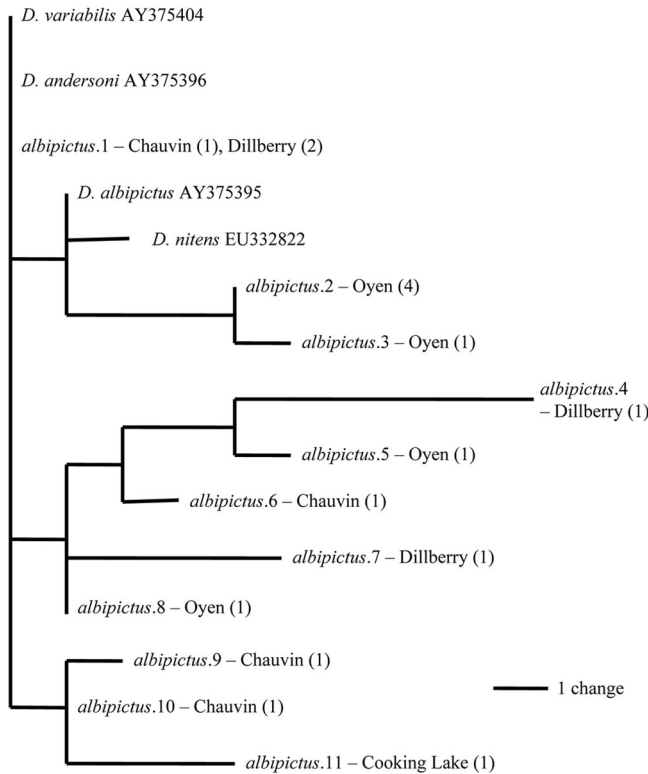 D. variabilis AY375404
D. andersoni AY375396
albipictus.1 – Chauvin (1), Dillberry (2)
D. albipictus AY375395
D. nitens EU332822
albipictus.2 – Oyen (4)
albipictus.3 – Oyen (1)
albipictus.4
– Dillberry (1)
albipictus.5 – Oyen (1)
albipictus.6 – Chauvin (1)
albipictus.7 – Dillberry (1)
albipictus.8 – Oyen (1)
albipictus.9 – Chauvin (1)
1 change
albipictus.10 – Chauvin (1)
albipictus.11 – Cooking Lake (1)